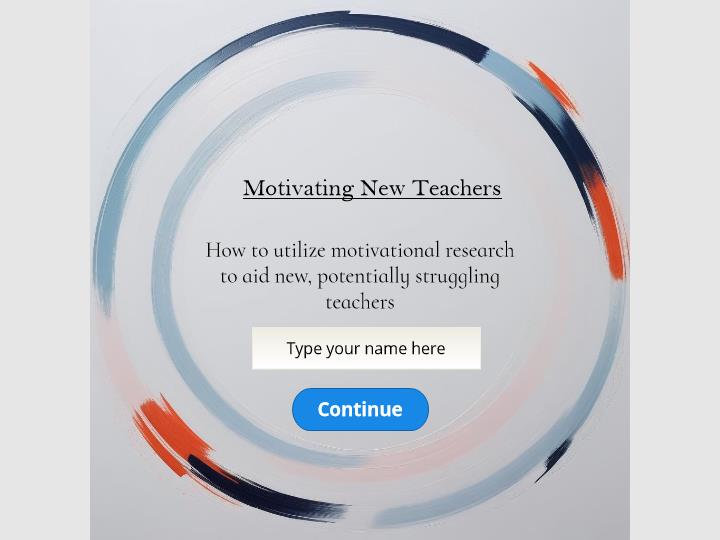 Motivating New Teachers
How to utilize motivational research
to aid new, potentially struggling
teachers
Type your name here
Continue